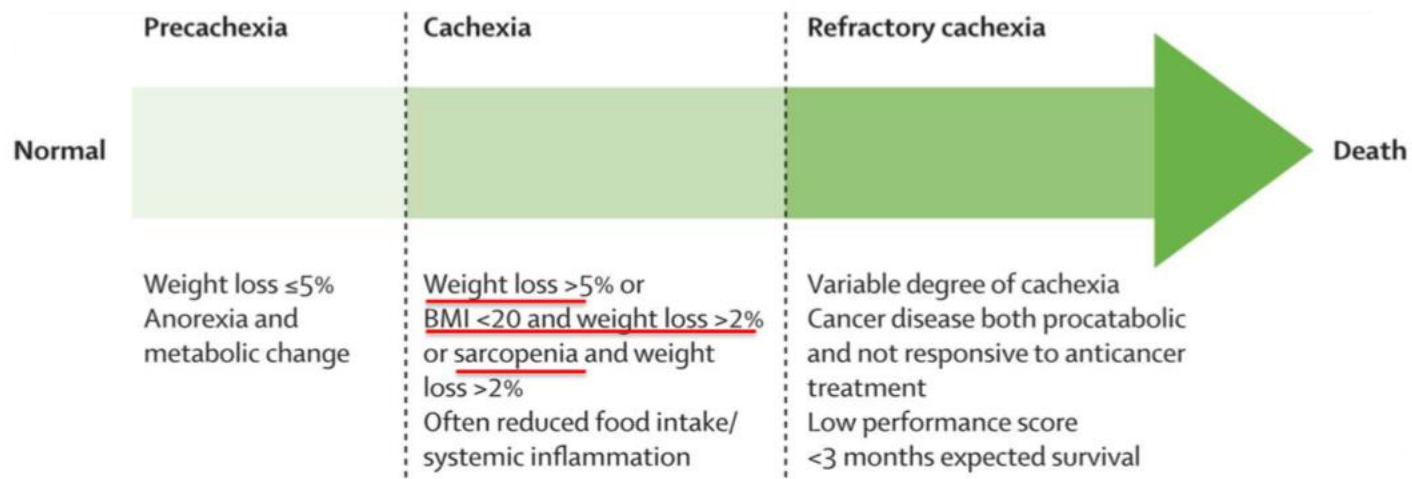 Precachexia
Cachexia
Refractory cachexia
Normal
Death
Weight loss ≤5%
Anorexia and
metabolic change
Weight loss >5% or
BMI <20 and weight loss >2%
or sarcopenia and weight
loss >2%
Often reduced food intake/
systemic inflammation
Variable degree of cachexia
Cancer disease both procatabolic
and not responsive to anticancer
treatment
Low performance score
<3 months expected survival